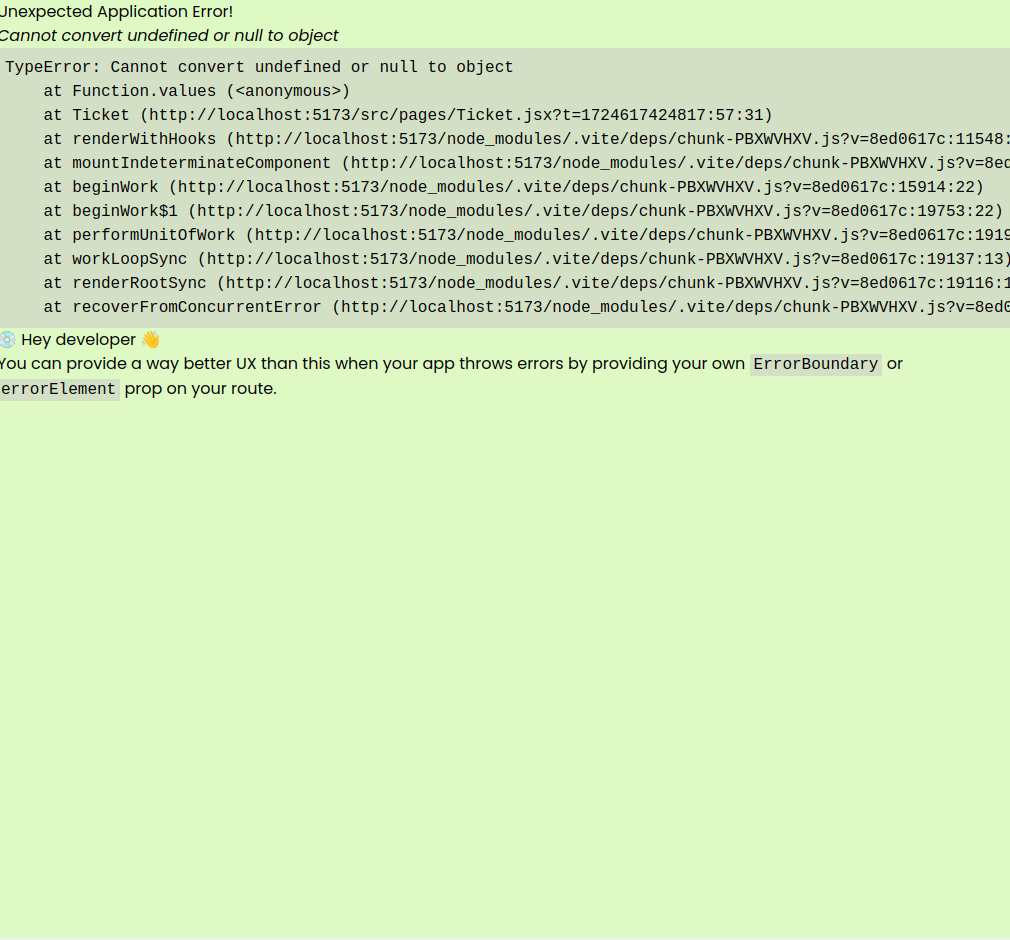 Unexpected Application Error!
Cannot convert undefined or null to object
TypeError: Cannot convert undefined or null to object
    at Function.values (<anonymous>)
    at Ticket (http://localhost:5173/src/pages/Ticket.jsx?t=1724617424817:57:31)
    at renderWithHooks (http://localhost:5173/node_modules/.vite/deps/chunk-PBXWVHXV.js?v=8ed0617c:11548:
    at mountIndeterminateComponent (http://localhost:5173/node_modules/.vite/deps/chunk-PBXWVHXV.js?v=8ed
    at beginWork (http://localhost:5173/node_modules/.vite/deps/chunk-PBXWVHXV.js?v=8ed0617c:15914:22)
    at beginWork$1 (http://localhost:5173/node_modules/.vite/deps/chunk-PBXWVHXV.js?v=8ed0617c:19753:22)
    at performUnitOfWork (http://localhost:5173/node_modules/.vite/deps/chunk-PBXWVHXV.js?v=8ed0617c:1919
    at workLoopSync (http://localhost:5173/node_modules/.vite/deps/chunk-PBXWVHXV.js?v=8ed0617c:19137:13)
    at renderRootSync (http://localhost:5173/node_modules/.vite/deps/chunk-PBXWVHXV.js?v=8ed0617c:19116:1
    at recoverFromConcurrentError (http://localhost:5173/node_modules/.vite/deps/chunk-PBXWVHXV.js?v=8ed0
💿 Hey developer 👋
You can provide a way better UX than this when your app throws errors by providing your own ErrorBoundary or
errorElement prop on your route.